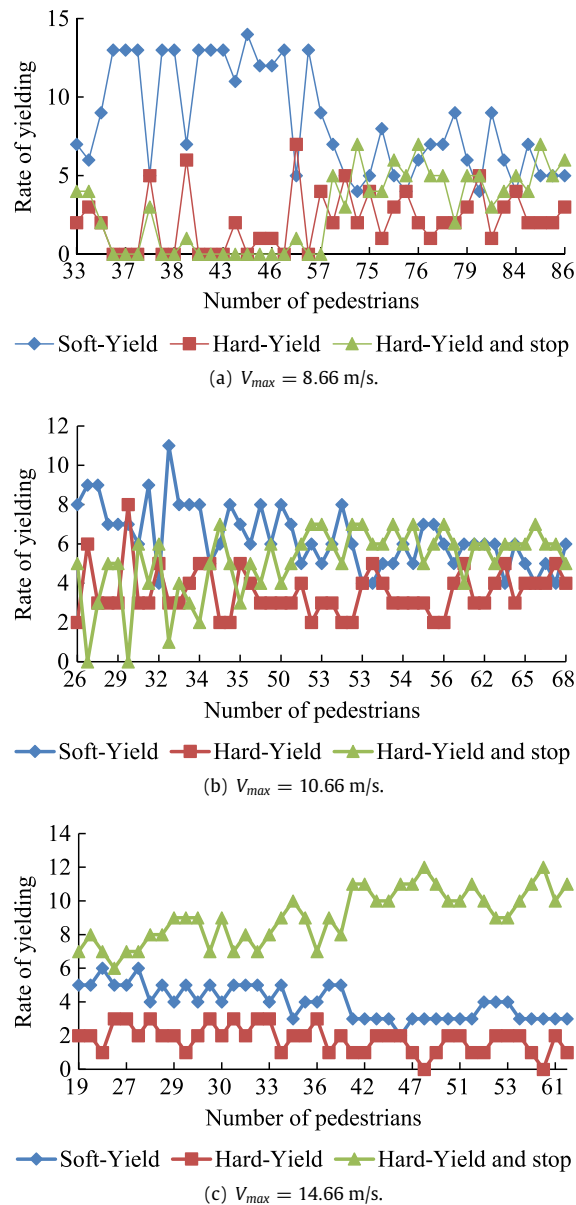 15
10
5
0
Rate of yielding
33 37 38 43 46 57 75 76 79 84 86
Number of pedestrians
Soft-Yield Hard-Yield Hard-Yield and stop
(a) Vmax = 8.66 m/s.
12
10
8
6
4
2
0
Rate of yielding
26 29 32 34 35 50 53 53 54 56 62 65 68
Number of pedestrians
Soft-Yield Hard-Yield Hard-Yield and stop
(b) Vmax = 10.66 m/s.
14
12
10
8
6
4
2
0
Rate of yielding
19 27 29 30 33 36 42 47 51 53 61
Number of pedestrians
Soft-Yield Hard-Yield Hard-Yield and stop
(c) Vmax = 14.66 m/s.